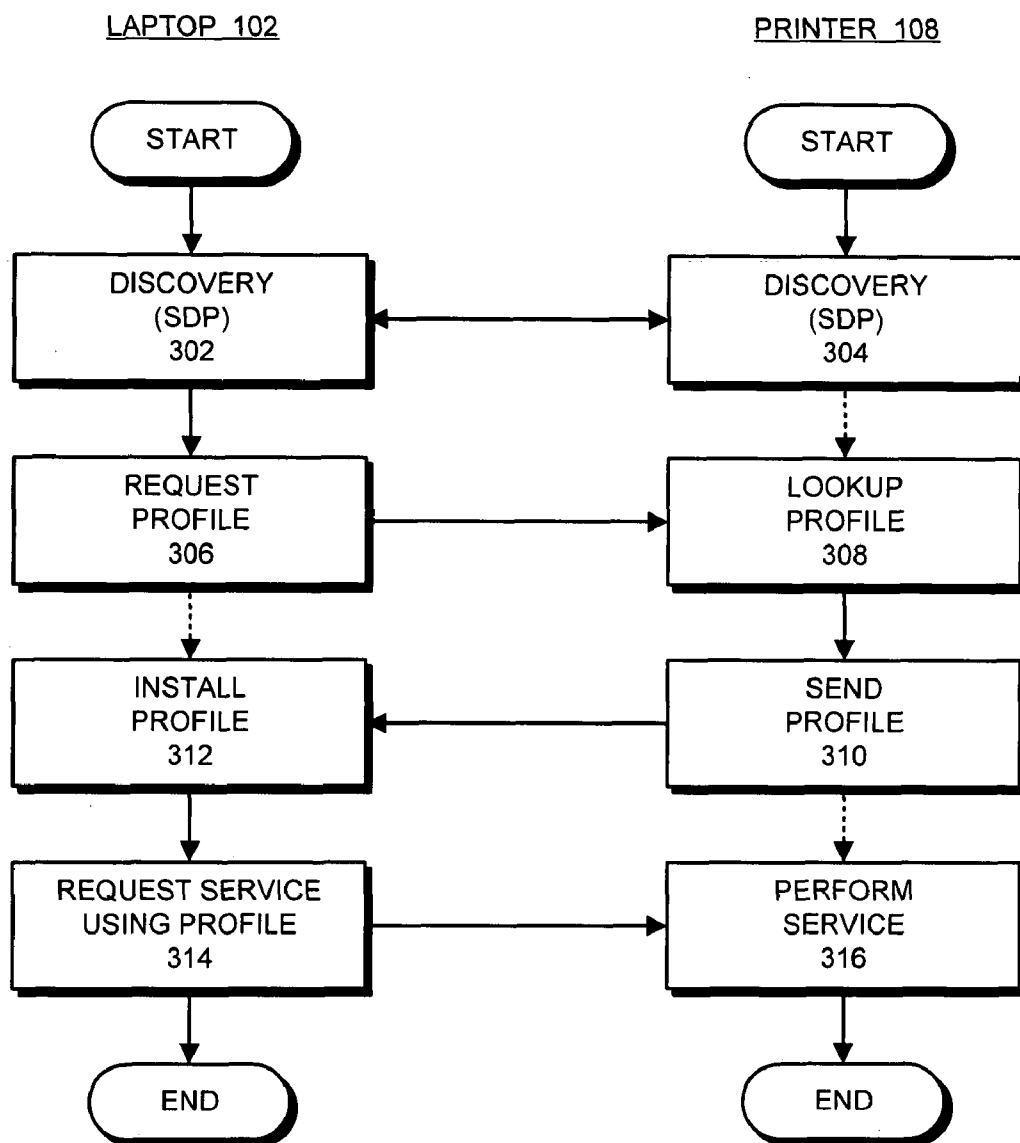 LAPTOP 102
PRINTER 108
START
START
DISCOVERY
(SDP)
302
DISCOVERY
(SDP)
304
REQUEST
PROFILE
306
LOOKUP
PROFILE
308
INSTALL
PROFILE
312
SEND
PROFILE
310
REQUEST SERVICE
USING PROFILE
314
PERFORM
SERVICE
316
END
END